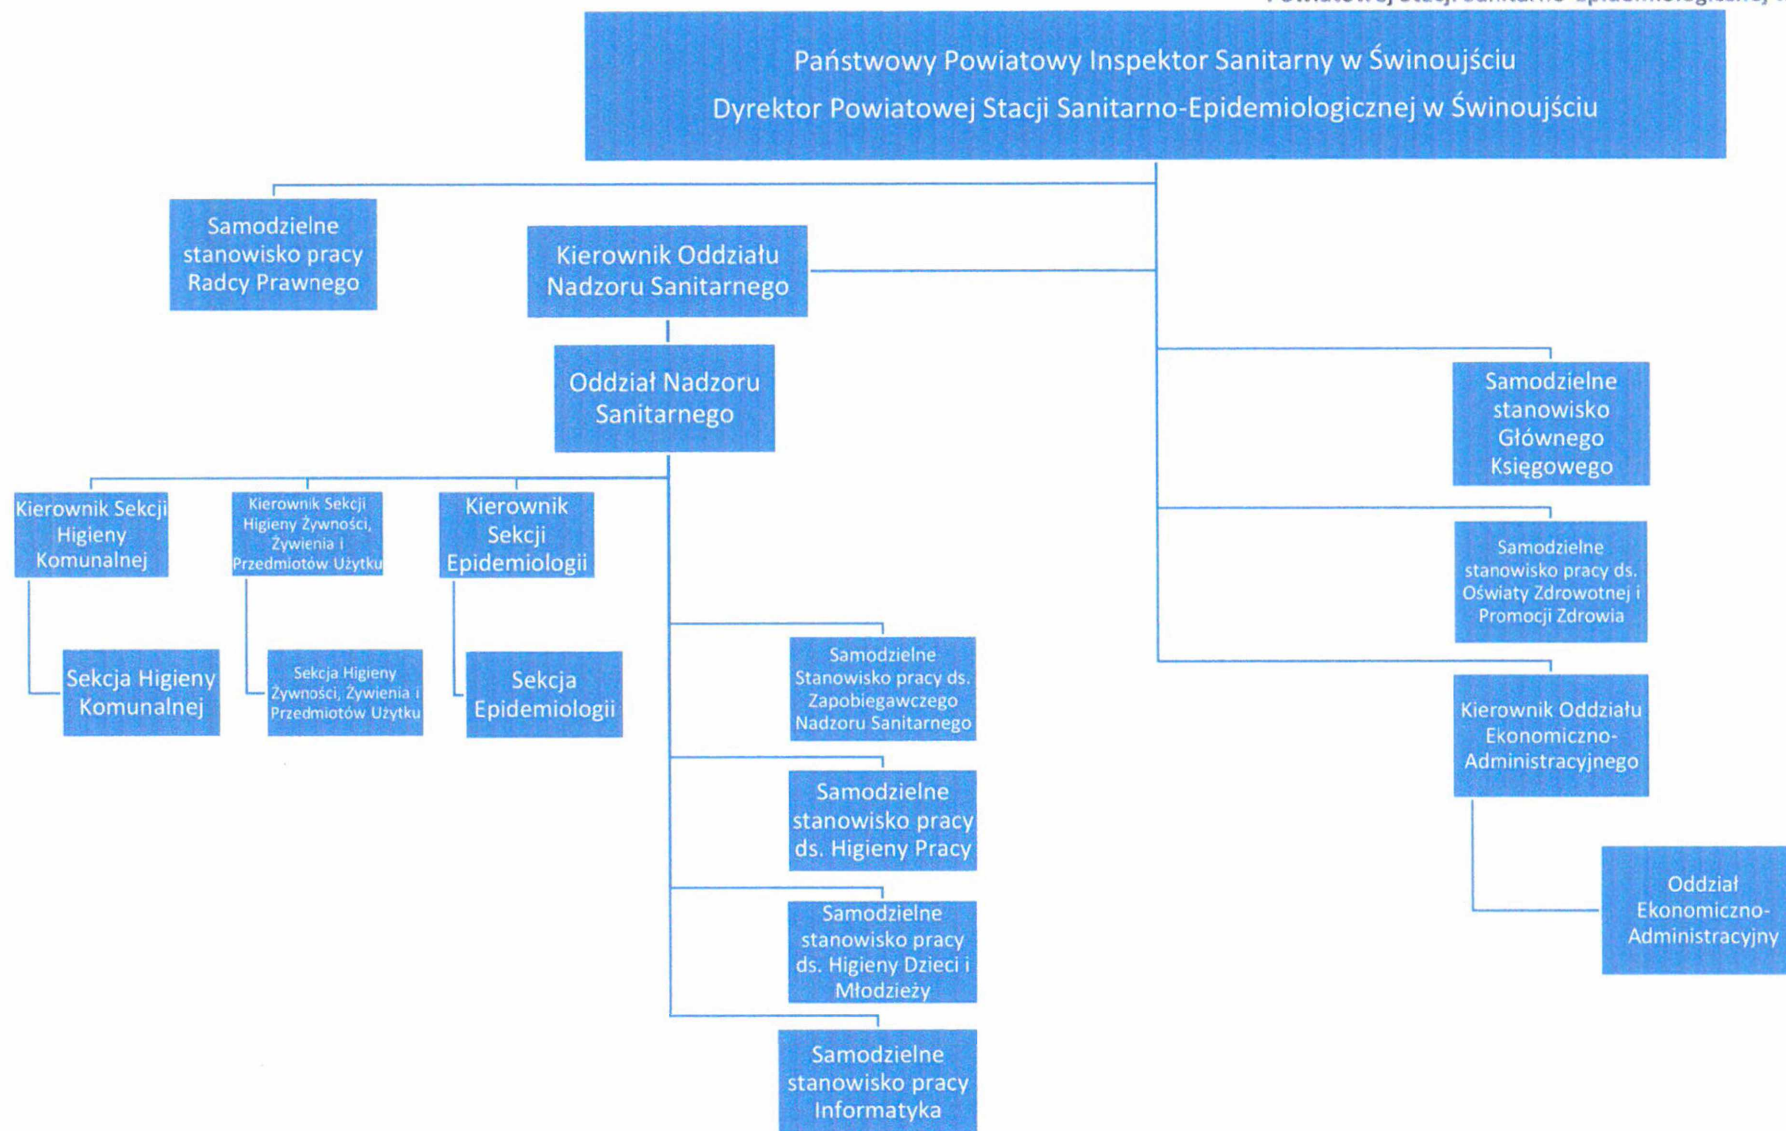 Powiatowej Stacji Sanitarno-Epidemiologicznej
Państwowy Powiatowy Inspektor Sanitarny w Świnoujściu
Dyrektor Powiatowej Stacji Sanitarno-Epidemiologicznej w Świnoujściu
Samodzielne
stanowisko pracy
Radcy Prawnego
Kierownik Oddziału
Nadzoru Sanitarnego
Oddział Nadzoru
Sanitarnego
Samodzielne
stanowisko
Głównego
Księgowego
Kierownik Sekcji
Higieny
Komunalnej
Kierownik Sekcji
Higieny Żywności,
Żywienia i
Przedmiotów Użytku
Kierownik
Sekcji
Epidemiologii
Samodzielne
stanowisko pracy ds.
Oświaty Zdrowotnej i
Promocji Zdrowia
Sekcja Higieny
Komunalnej
Sekcja Higieny
Żywności, Żywienia i
Przedmiotów Użytku
Sekcja
Epidemiologii
Samodzielne
Stanowisko pracy ds.
Zapobiegawczego
Nadzoru Sanitarnego
Kierownik Oddziału
Ekonomiczno-
Administracyjnego
Samodzielne
stanowisko pracy
ds. Higieny Pracy
Oddział
Ekonomiczno-
Administracyjny
Samodzielne
stanowisko pracy
ds. Higieny Dzieci i
Młodzieży
Samodzielne
stanowisko pracy
Informatyka